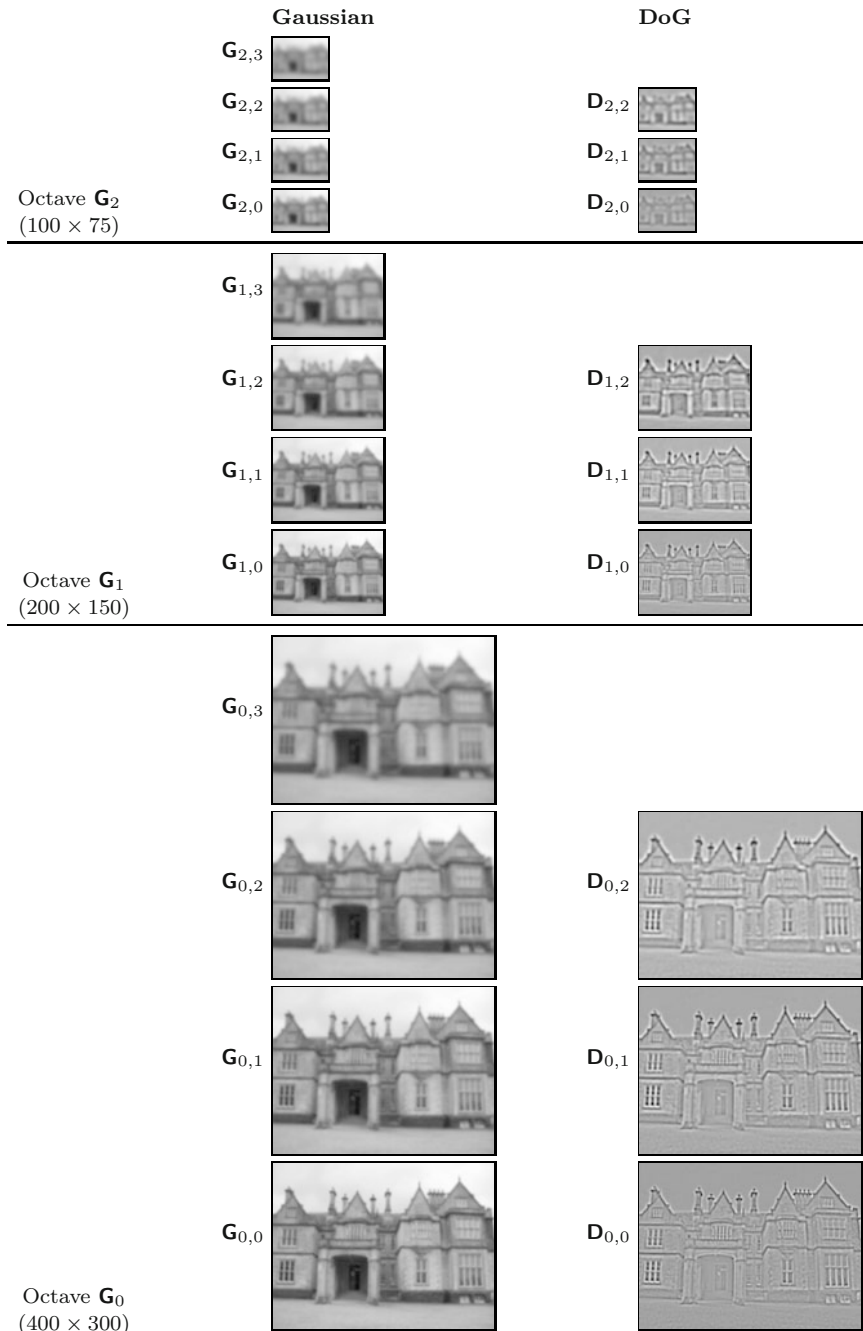 Gaussian DoG
G2,3
G2,2 D2,2
G2,1 D2,1
G2,0 D2,0
Octave G2
(100 × 75)
G1,3
G1,2 D1,2
G1,1 D1,1
G1,0 D1,0
Octave G1
(200 × 150)
G0,3
G0,2 D0,2
G0,1 D0,1
G0,0 D0,0
Octave G0
(400 × 300)